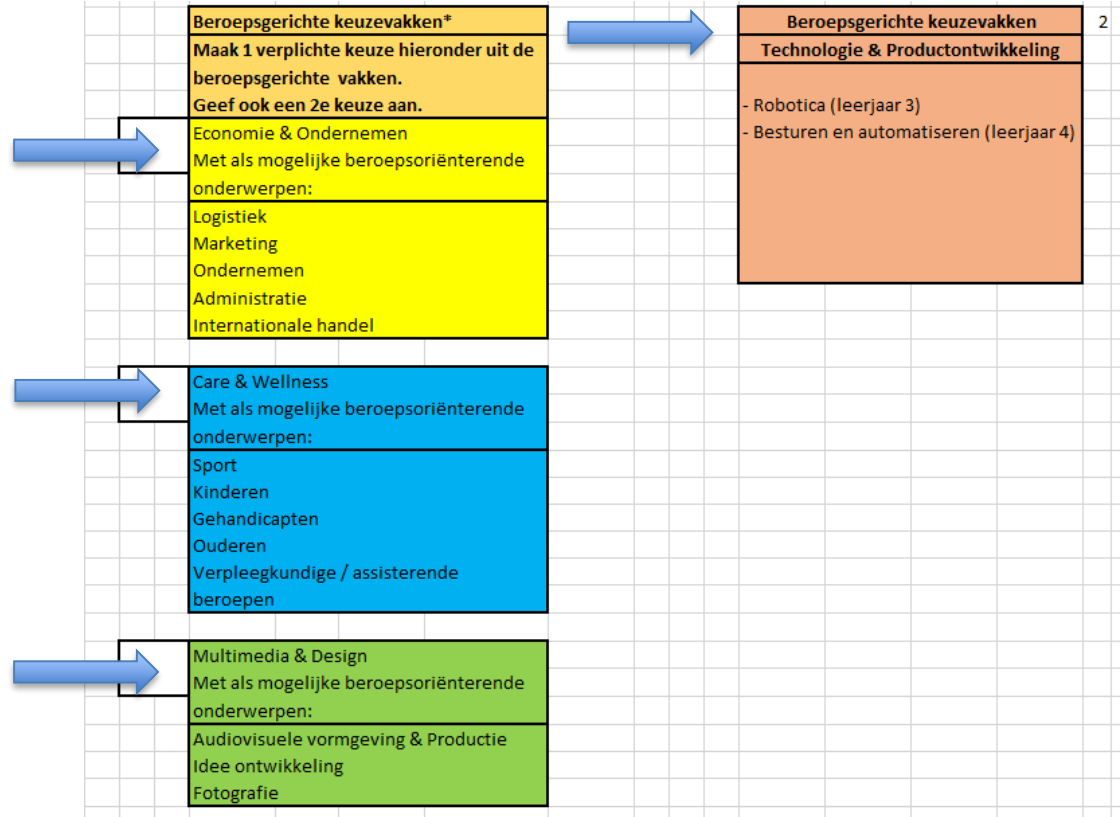 Beroepsgerichte keuzevakken*
Maak 1 verplichte keuze hieronder uit de
beroepsgerichte vakken.
Geef ook een 2e keuze aan.
Economie & Ondernemen
Met als mogelijke beroepsoriënterende
onderwerpen:
Logistiek
Marketing
Ondernemen
Administratie
Internationale handel
Care & Wellness
Met als mogelijke beroepsoriënterende
onderwerpen:
Sport
Kinderen
Gehandicapten
Ouderen
Verpleegkundige / assisterende
beroepen
Multimedia & Design
Met als mogelijke beroepsoriënterende
onderwerpen:
Audiovisuele vormgeving & Productie
Idee ontwikkeling
Fotografie
Beroepsgerichte keuzevakken
2
Technologie & Productontwikkeling
- Robotica (leerjaar 3)
- Besturen en automatiseren (leerjaar 4)